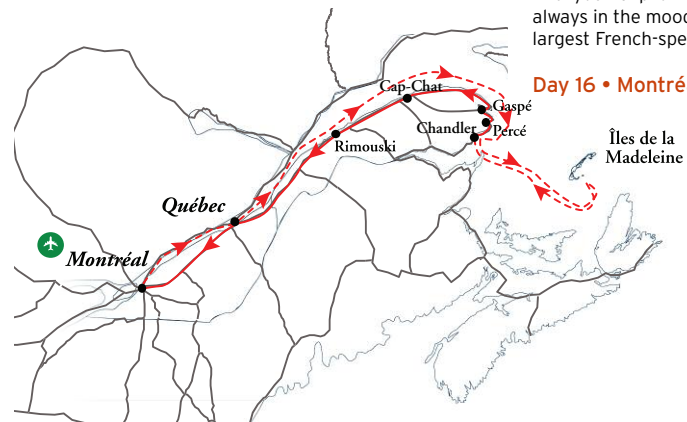 always in the mood
largest French-spe
Day 16 • Montré
Cap-Chat
Gaspé
Chandler
Percé
Rimouski
Îles de la
Madeleine
Québec
Montréal